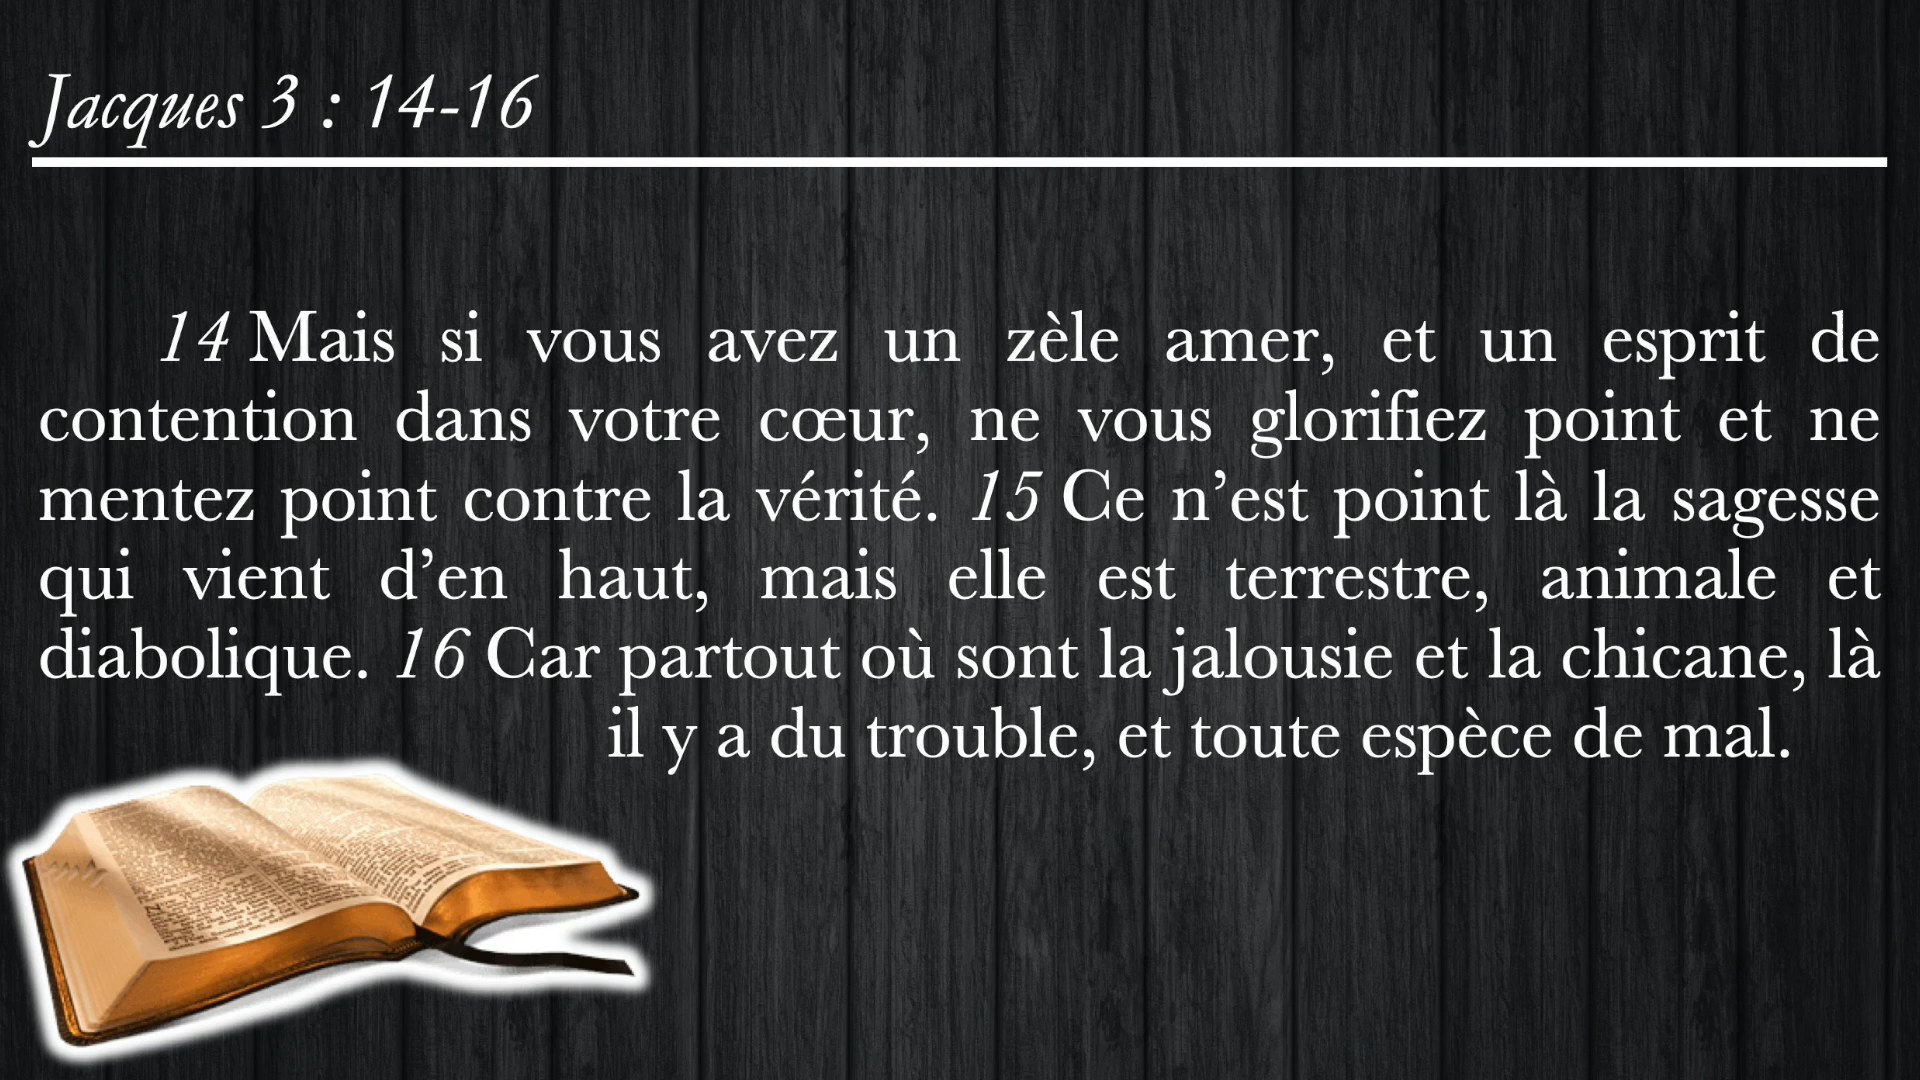 Jacques 3 : 14-16
14 Mais si vous avez un zèle amer, et un esprit de
contention dans votre cœur, ne vous glorifiez point et ne
mentez point contre la vérité. 15 Ce n’est point là la sagesse
qui vient d’en haut, mais elle est terrestre, animale et
diabolique. 16 Car partout où sont la jalousie et la chicane, là
il y a du trouble, et toute espèce de mal.